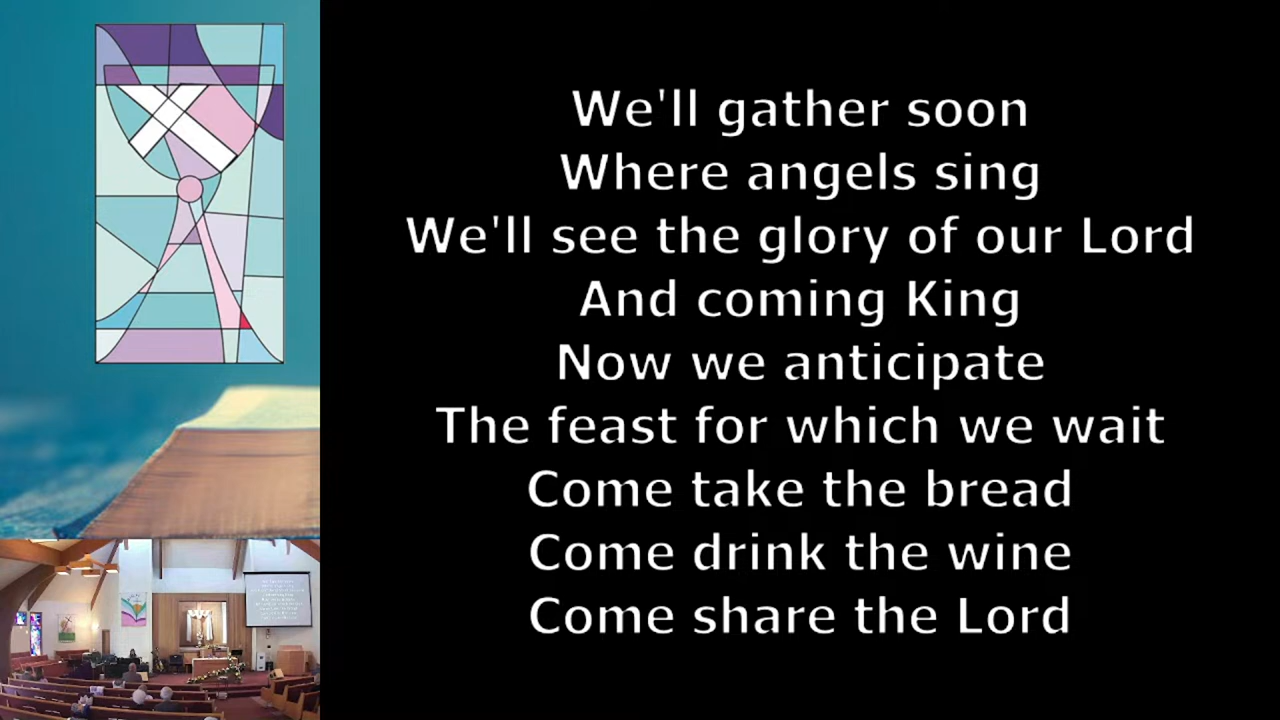 We'll gather soon
Where angels sing
We'll see the glory of our Lord
And coming King
Now we anticipate
The feast for which we wait
Come take the bread
Come drink the wine
Come share the Lord